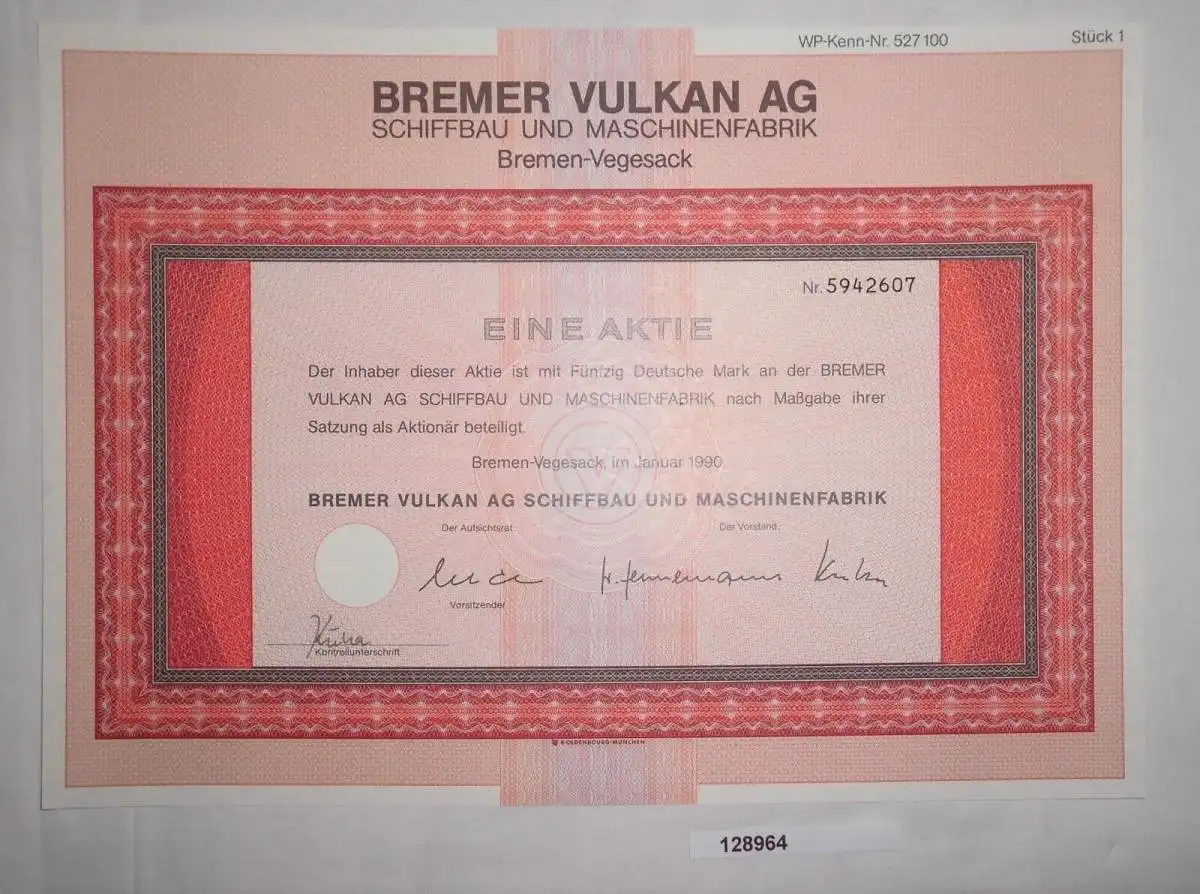 WP-Kenn-Nr. 527 100
Stück 1
BREMER VULKAN AG
SCHIFFBAU UND MASCHINENFABRIK
Bremen-Vegesack
Nr. 5942607
EINE AKTIE
Der Inhaber dieser Aktie ist mit Fünfzig Deutsche Mark an der BREMER
VULKAN AG SCHIFFBAU UND MASCHINENFABRIK nach Maßgabe ihrer
Satzung als Aktionär beteiligt.
Bremen-Vegesack, im Januar 1990
BREMER VULKAN AG SCHIFFBAU UND MASCHINENFABRIK
Der Aufsichtsrat:
Der Vorstand:
Vorsitzender
Kontrollunterschrift
R. OLDENBOURG · MÜNCHEN
128964